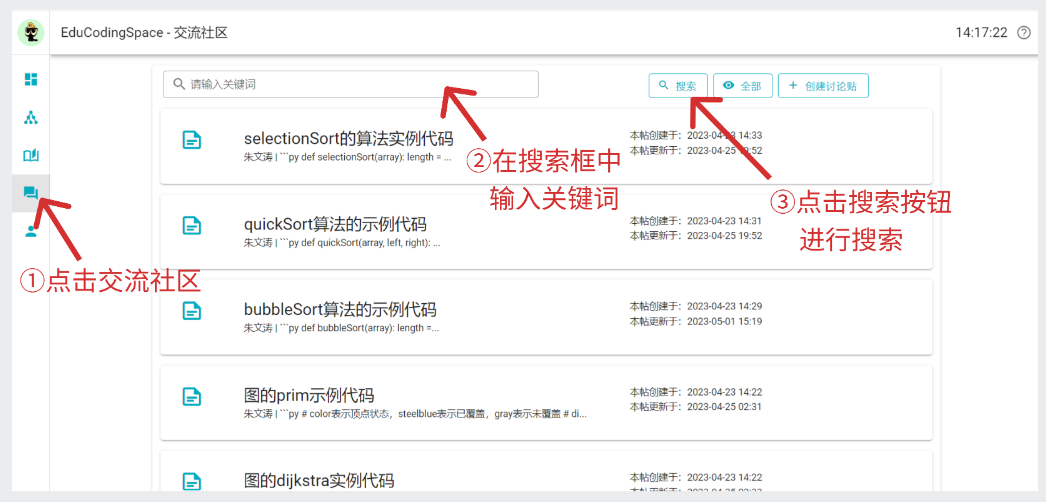 EduCodingSpace - 交流社区
14:17:22
请输入关键词
搜索
全部
创建讨论贴
selectionSort的算法实例代码
朱文涛 | ```py def selectionSort(array): length = ...
本帖创建于：2023-04-23 14:33
本帖更新于：2023-04-25 19:52
②在搜索框中
输入关键词
③点击搜索按钮
进行搜索
quickSort算法的示例代码
朱文涛 | ```py def quickSort(array, left, right): ...
本帖创建于：2023-04-23 14:31
本帖更新于：2023-04-25 19:52
①点击交流社区
bubbleSort算法的示例代码
朱文涛 | ```py def bubbleSort(array): length =...
本帖创建于：2023-04-23 14:29
本帖更新于：2023-05-01 15:19
图的prim示例代码
朱文涛 | ```py # color表示顶点状态，steelblue表示已覆盖，gray表示未覆盖 # di...
本帖创建于：2023-04-23 14:22
本帖更新于：2023-04-25 02:31
图的dijkstra实例代码
本帖创建于：2023-04-23 14:22